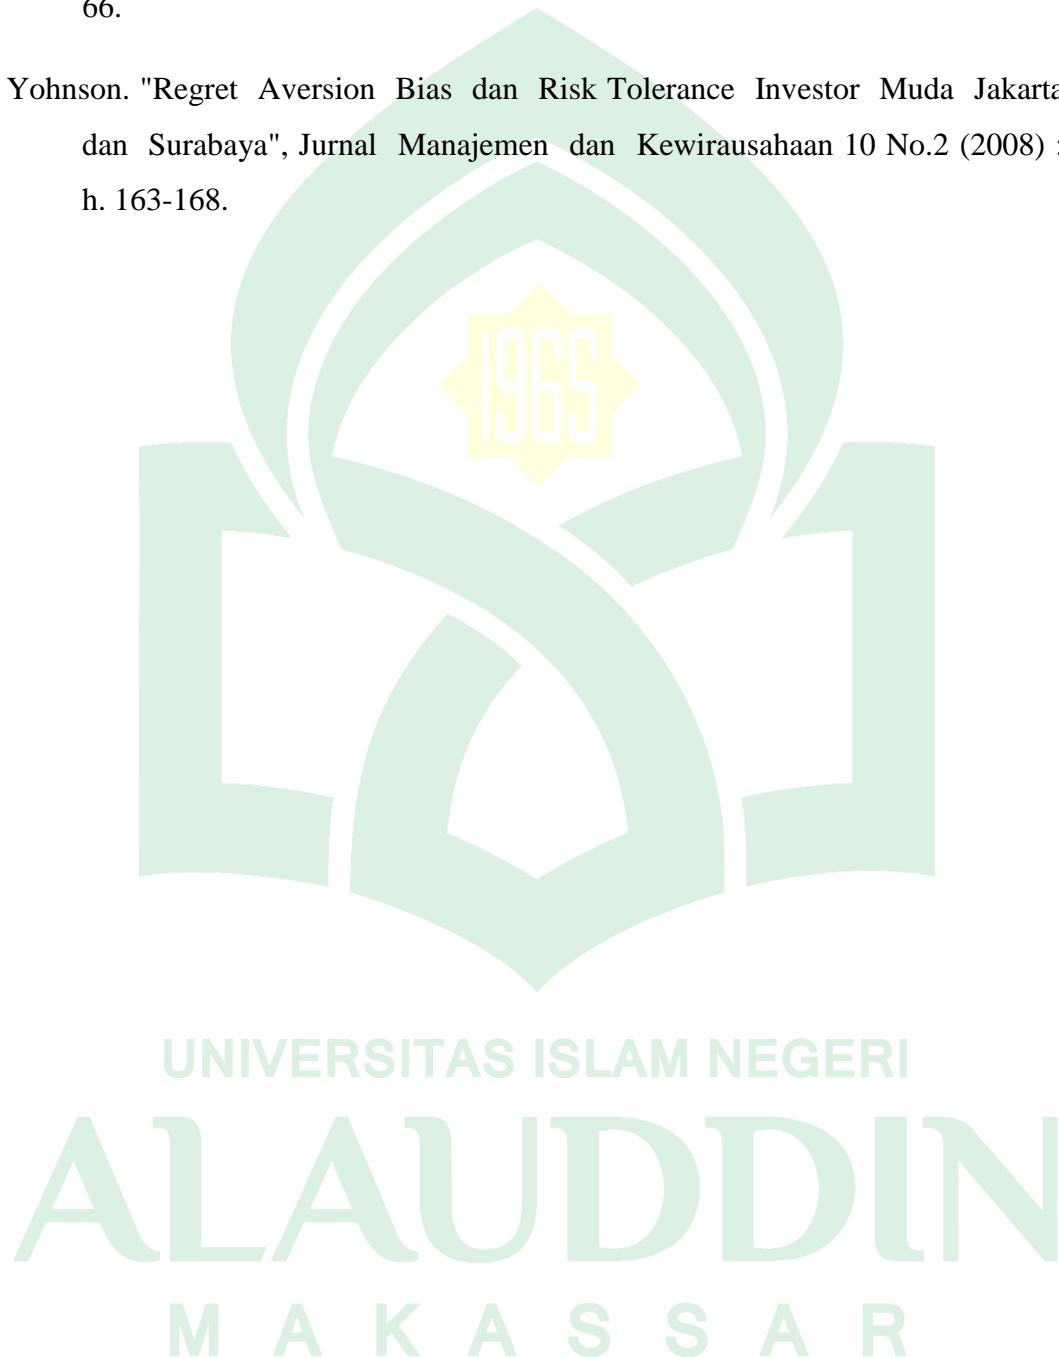 66.
Yohnson. "Regret Aversion Bias dan Risk Tolerance Investor Muda Jakarta
dan Surabaya", Jurnal Manajemen dan Kewirausahaan 10 No.2 (2008) :
h. 163-168.
1965
UNIVERSITAS ISLAM NEGERI
ALAUDDIN
MAKASSAR